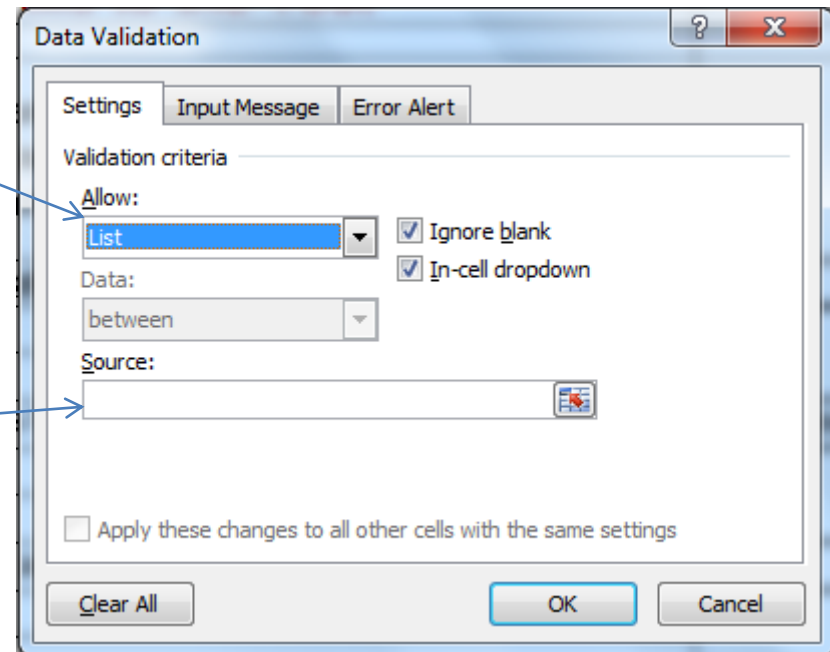 Data Validation
Settings
Input Message
Error Alert
Validation criteria
Allow:
List
Ignore blank
In-cell dropdown
Data:
between
Source:
Apply these changes to all other cells with the same settings
Clear All
OK
Cancel